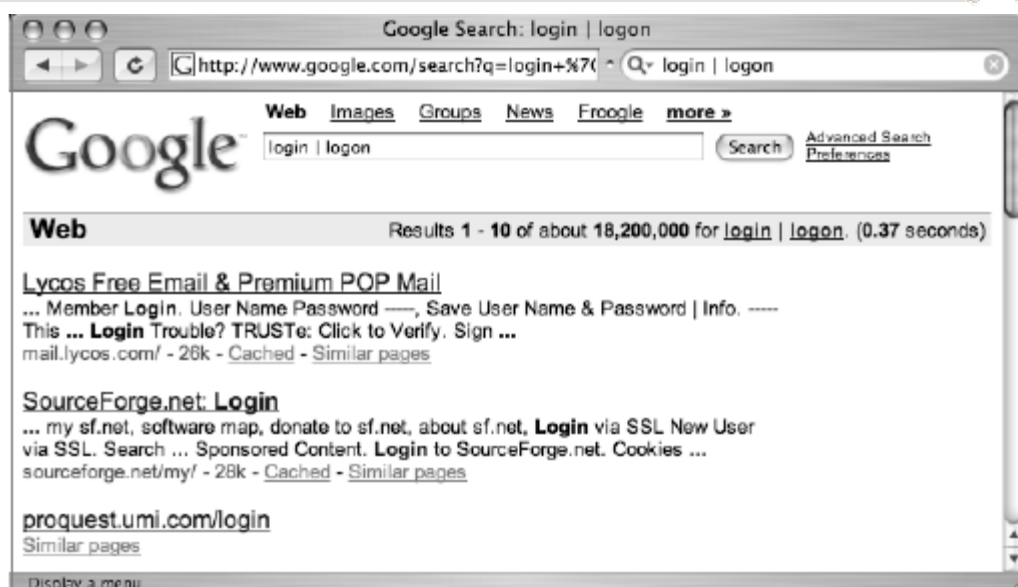 Google Search: login | logon
http://www.google.com/search?q=login+%7( login | logon
Web Images Groups News Froogle more »
Google login | logon Search Advanced Search
Preferences
Web Results 1 - 10 of about 18,200,000 for login | logon. (0.37 seconds)
Lycos Free Email & Premium POP Mail
... Member Login. User Name Password -----, Save User Name & Password | Info. -----
This ... Login Trouble? TRUSTe: Click to Verify. Sign ...
mail.lycos.com/ - 26k - Cached - Similar pages
SourceForge.net: Login
... my sf.net, software map, donate to sf.net, about sf.net, Login via SSL New User
via SSL. Search ... Sponsored Content. Login to SourceForge.net. Cookies ...
sourceforge.net/my/ - 28k - Cached - Similar pages
proquest.umi.com/login
Similar pages
Display a menu